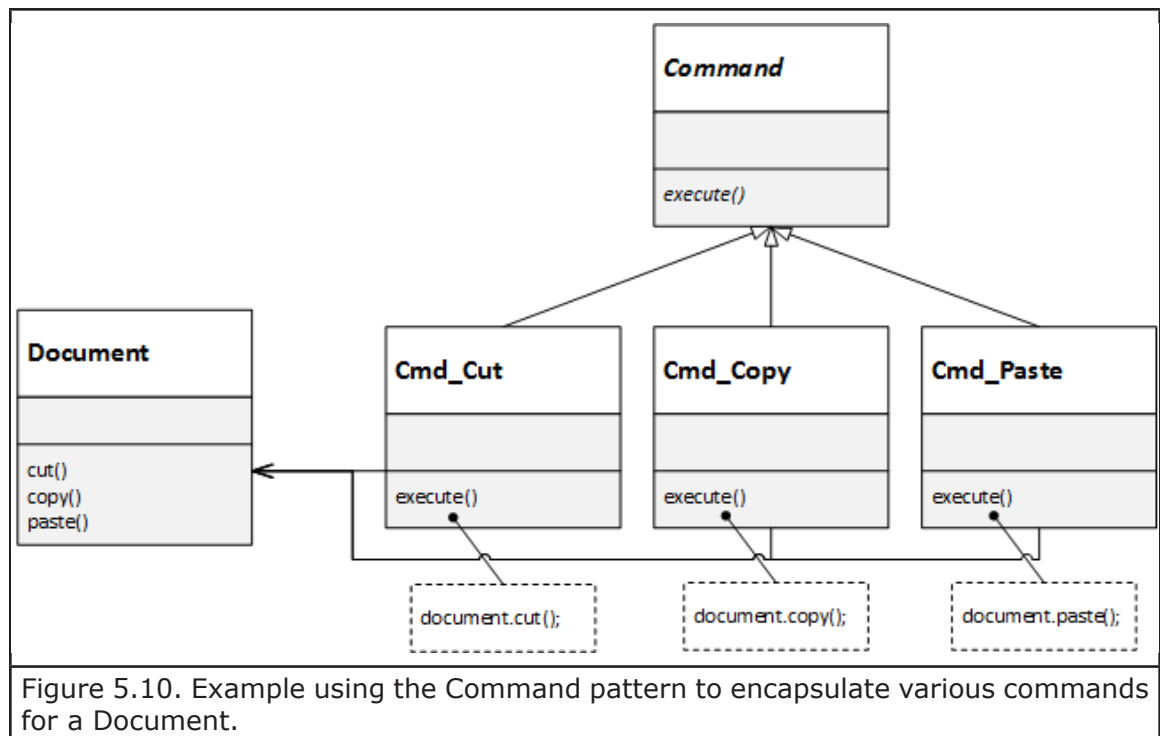 Command
execute()
Document
cut()
copy()
paste()
Cmd_Cut
execute()
Cmd_Copy
execute()
Cmd_Paste
execute()
document.cut();
document.copy();
document.paste();
Figure 5.10. Example using the Command pattern to encapsulate various commands
for a Document.